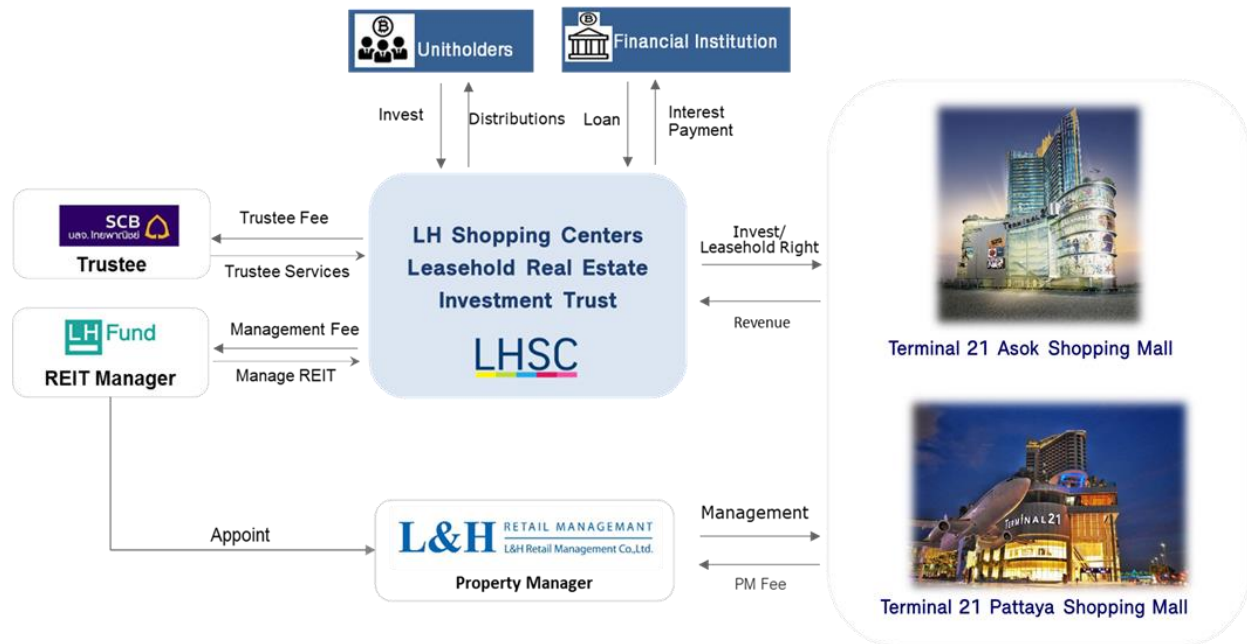 Unitholders
Financial Institution
Invest
Distributions
Loan
Interest
Payment
SCB
บลจ. ไทยพาณิชย์
Trustee
Trustee Fee
Trustee Services
LH Shopping Centers
Leasehold Real Estate
Investment Trust
LHSC
Invest/
Leasehold Right
Revenue
LH Fund
REIT Manager
Management Fee
Manage REIT
Terminal 21 Asok Shopping Mall
Appoint
L&H RETAIL MANAGEMANT
L&H Retail Management Co.,Ltd.
Property Manager
Management
PM Fee
TERMINAL 21
Terminal 21 Pattaya Shopping Mall